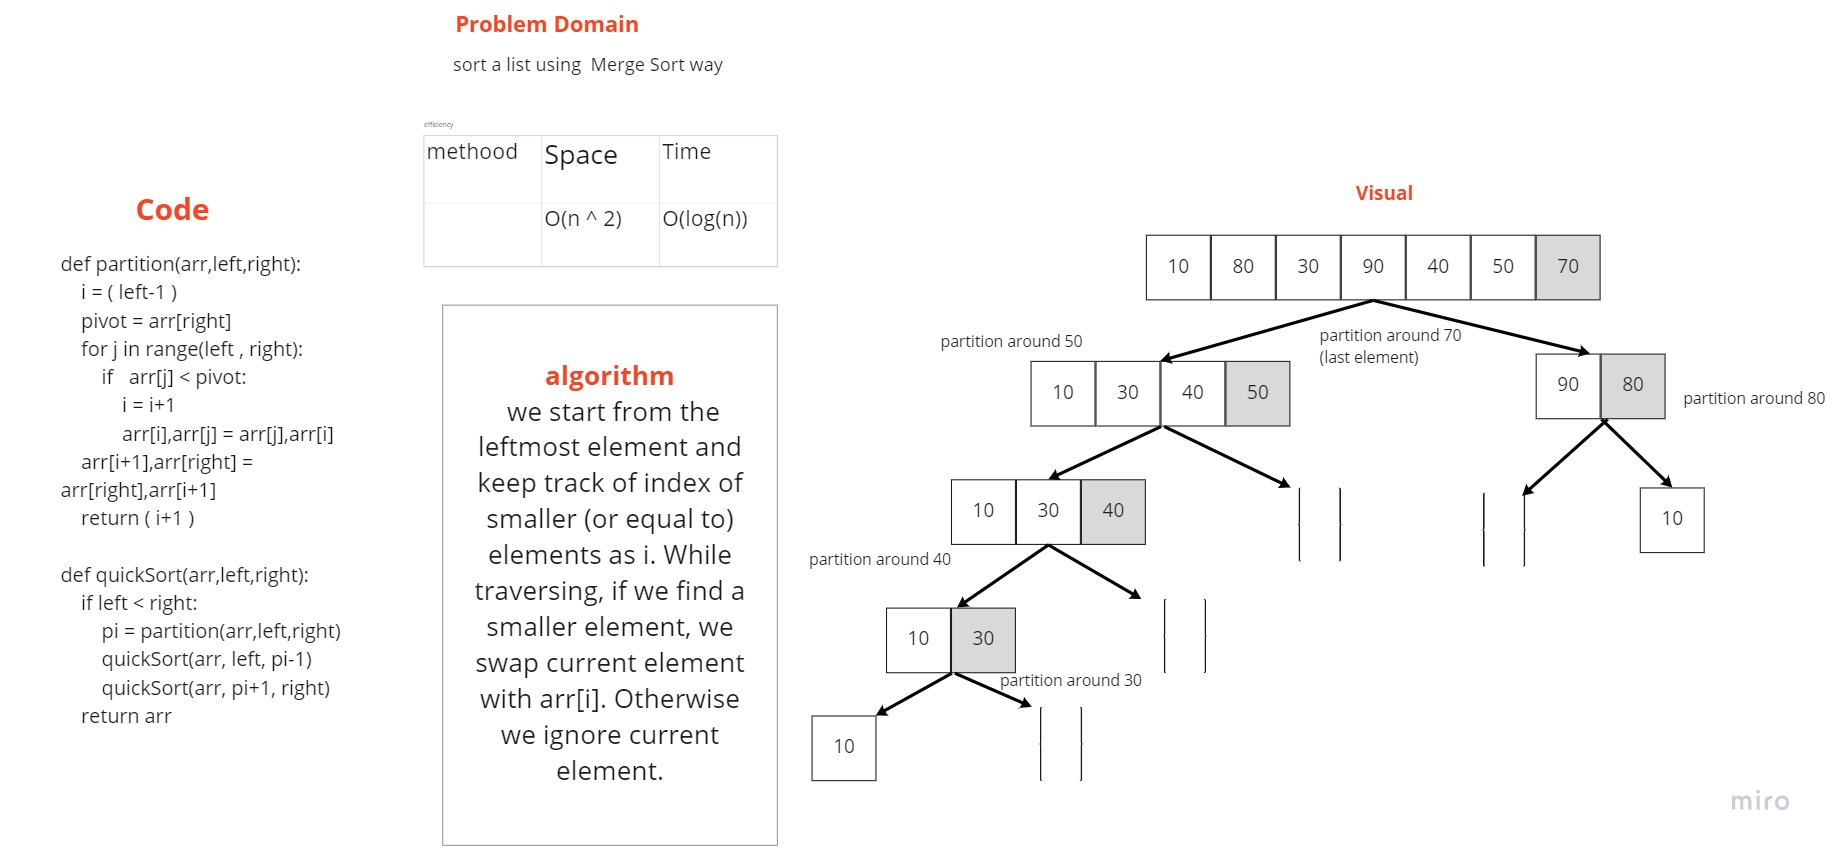 Problem Domain
sort a list using  Merge Sort way
efficiency
methood Space Time
O(n ^ 2) O(log(n))
Code
def partition(arr,left,right):
    i = ( left-1 )
    pivot = arr[right]
    for j in range(left , right):
        if   arr[j] < pivot:
            i = i+1
            arr[i],arr[j] = arr[j],arr[i]
    arr[i+1],arr[right] =
arr[right],arr[i+1]
    return ( i+1 )
def quickSort(arr,left,right):
    if left < right:
        pi = partition(arr,left,right)
        quickSort(arr, left, pi-1)
        quickSort(arr, pi+1, right)
    return arr
algorithm
we start from the
leftmost element and
keep track of index of
smaller (or equal to)
elements as i. While
traversing, if we find a
smaller element, we
swap current element
with arr[i]. Otherwise
we ignore current
element.
Visual
10 80 30 90 40 50 70
partition around 50
partition around 70
(last element)
10 30 40 50
90 80
partition around 80
10 30 40
10
partition around 40
10 30
partition around 30
10
miro